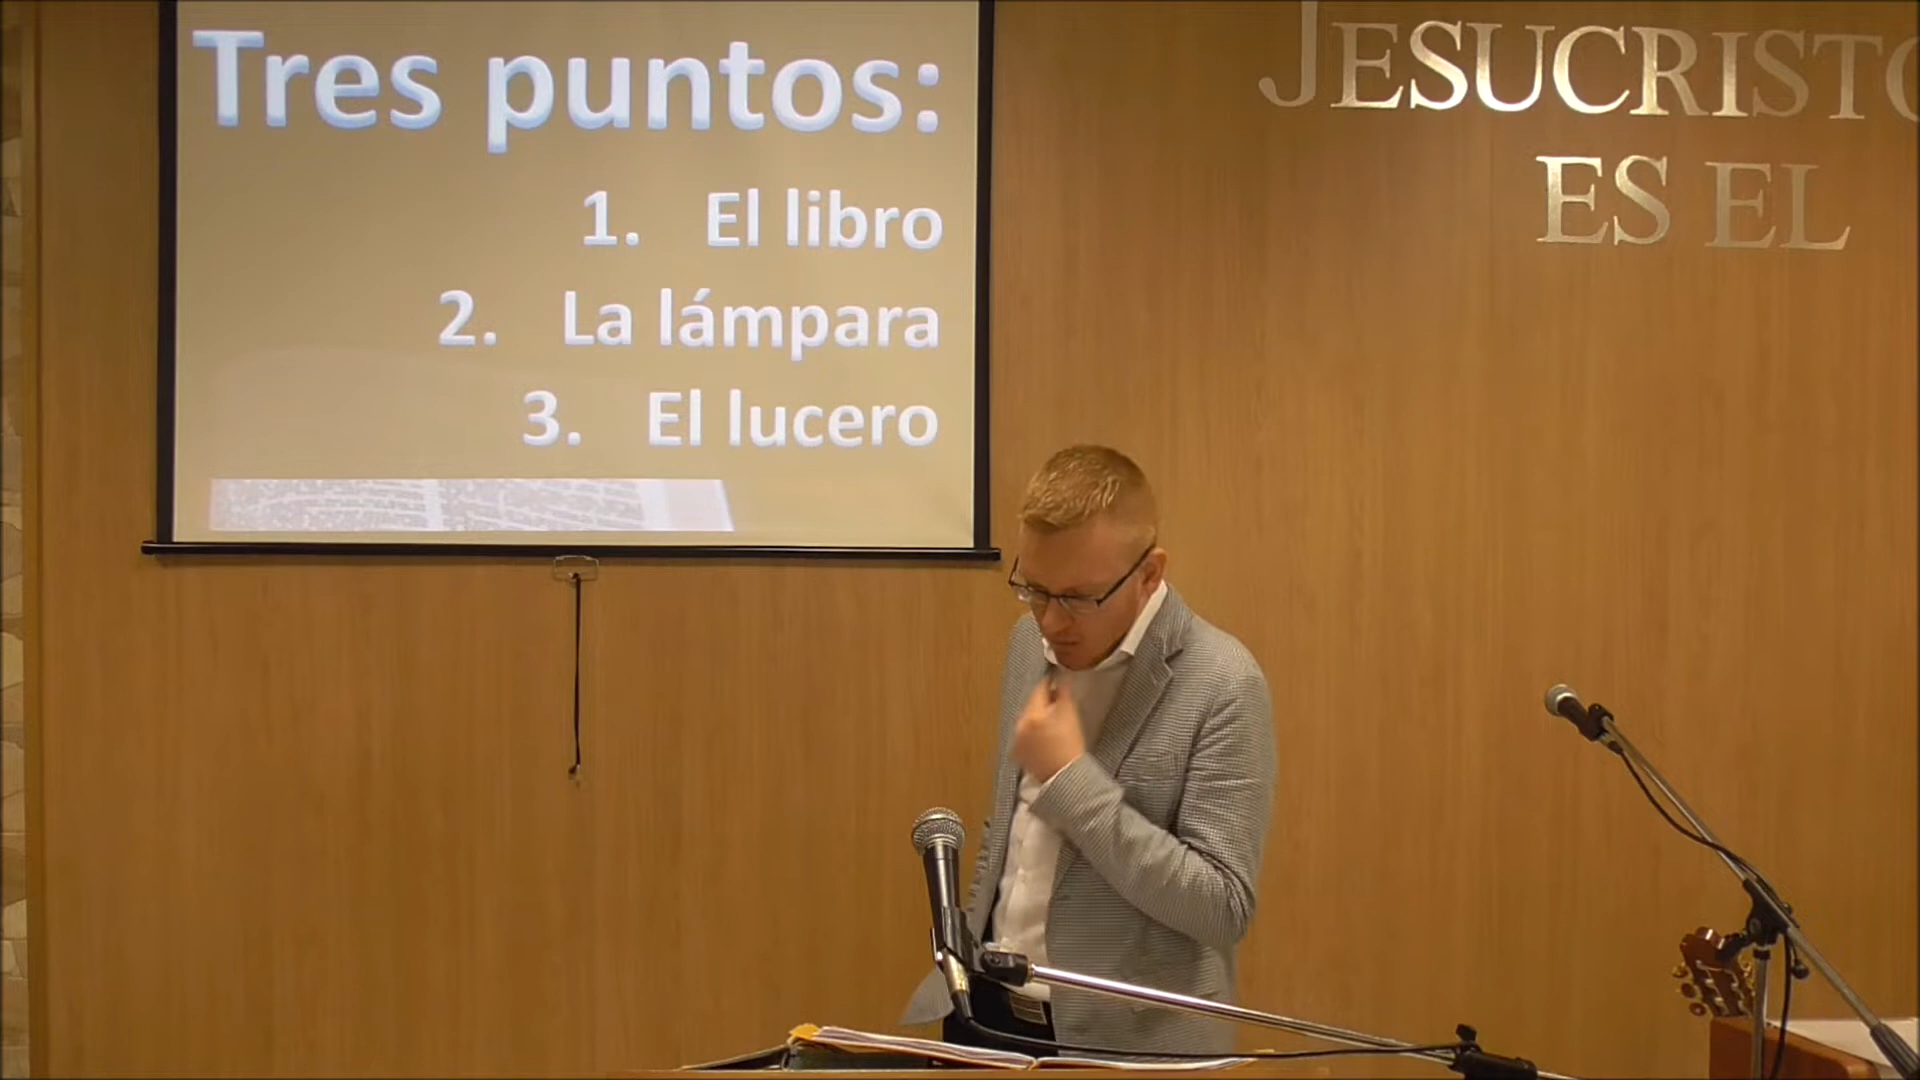 Tres puntos:
1. El libro
2. La lámpara
3. El lucero
JESUCRISTO
ES EL